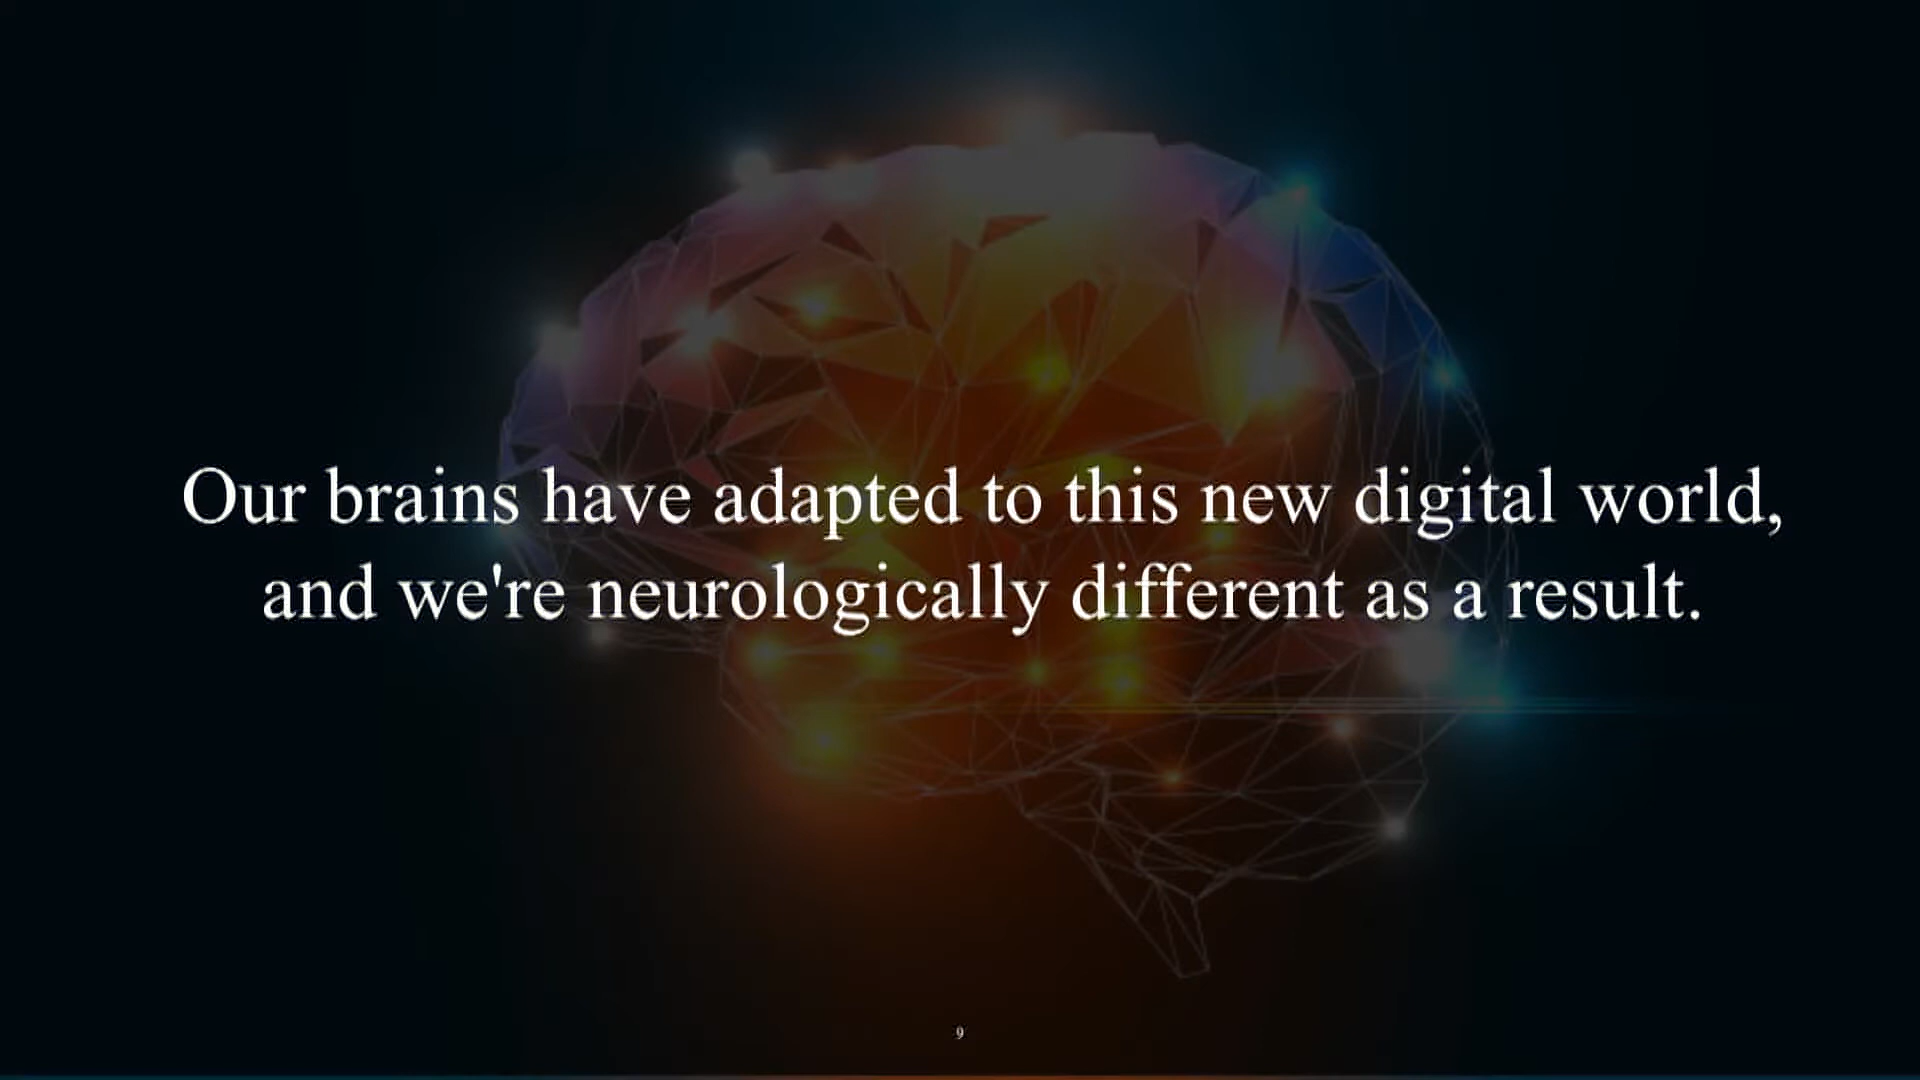 Our brains have adapted to this new digital world,
and we're neurologically different as a result.
9